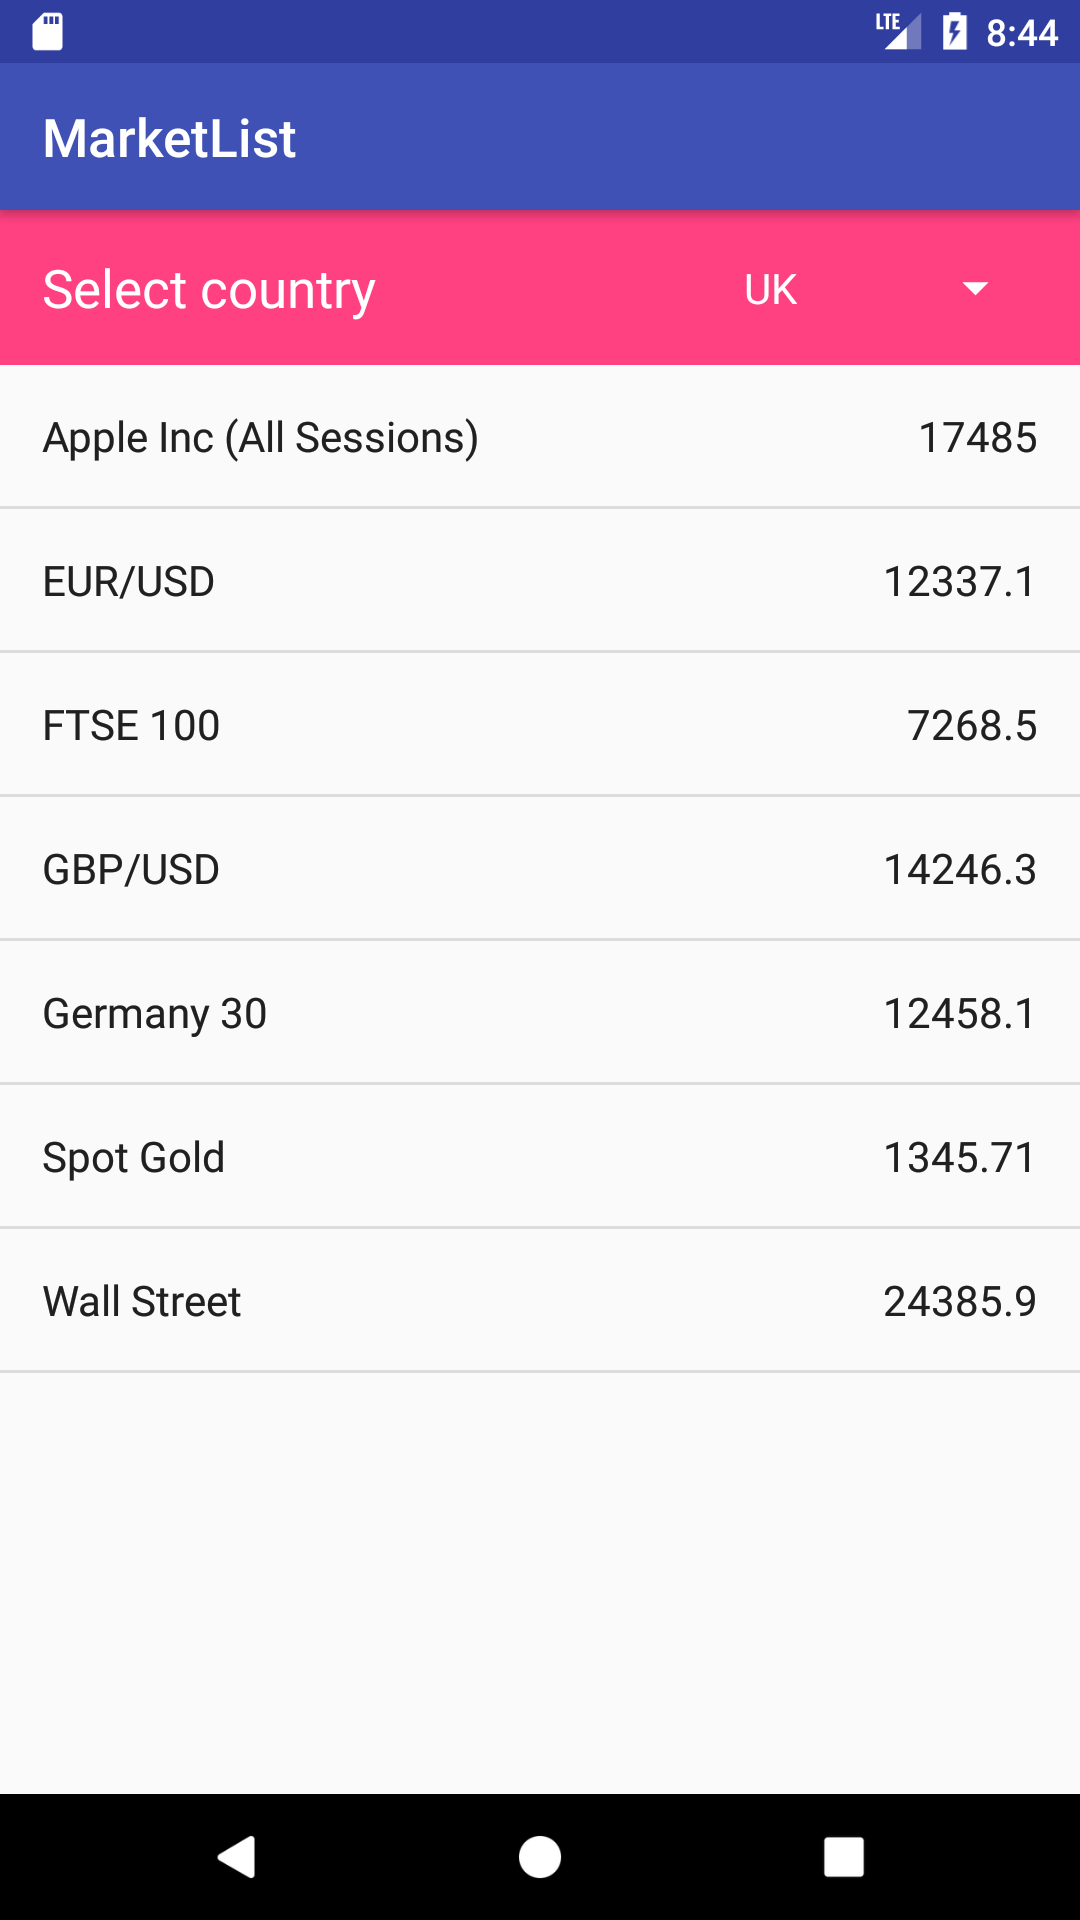 LTE 8:44
MarketList
Select country UK
Apple Inc (All Sessions) 17485
EUR/USD 12337.1
FTSE 100 7268.5
GBP/USD 14246.3
Germany 30 12458.1
Spot Gold 1345.71
Wall Street 24385.9